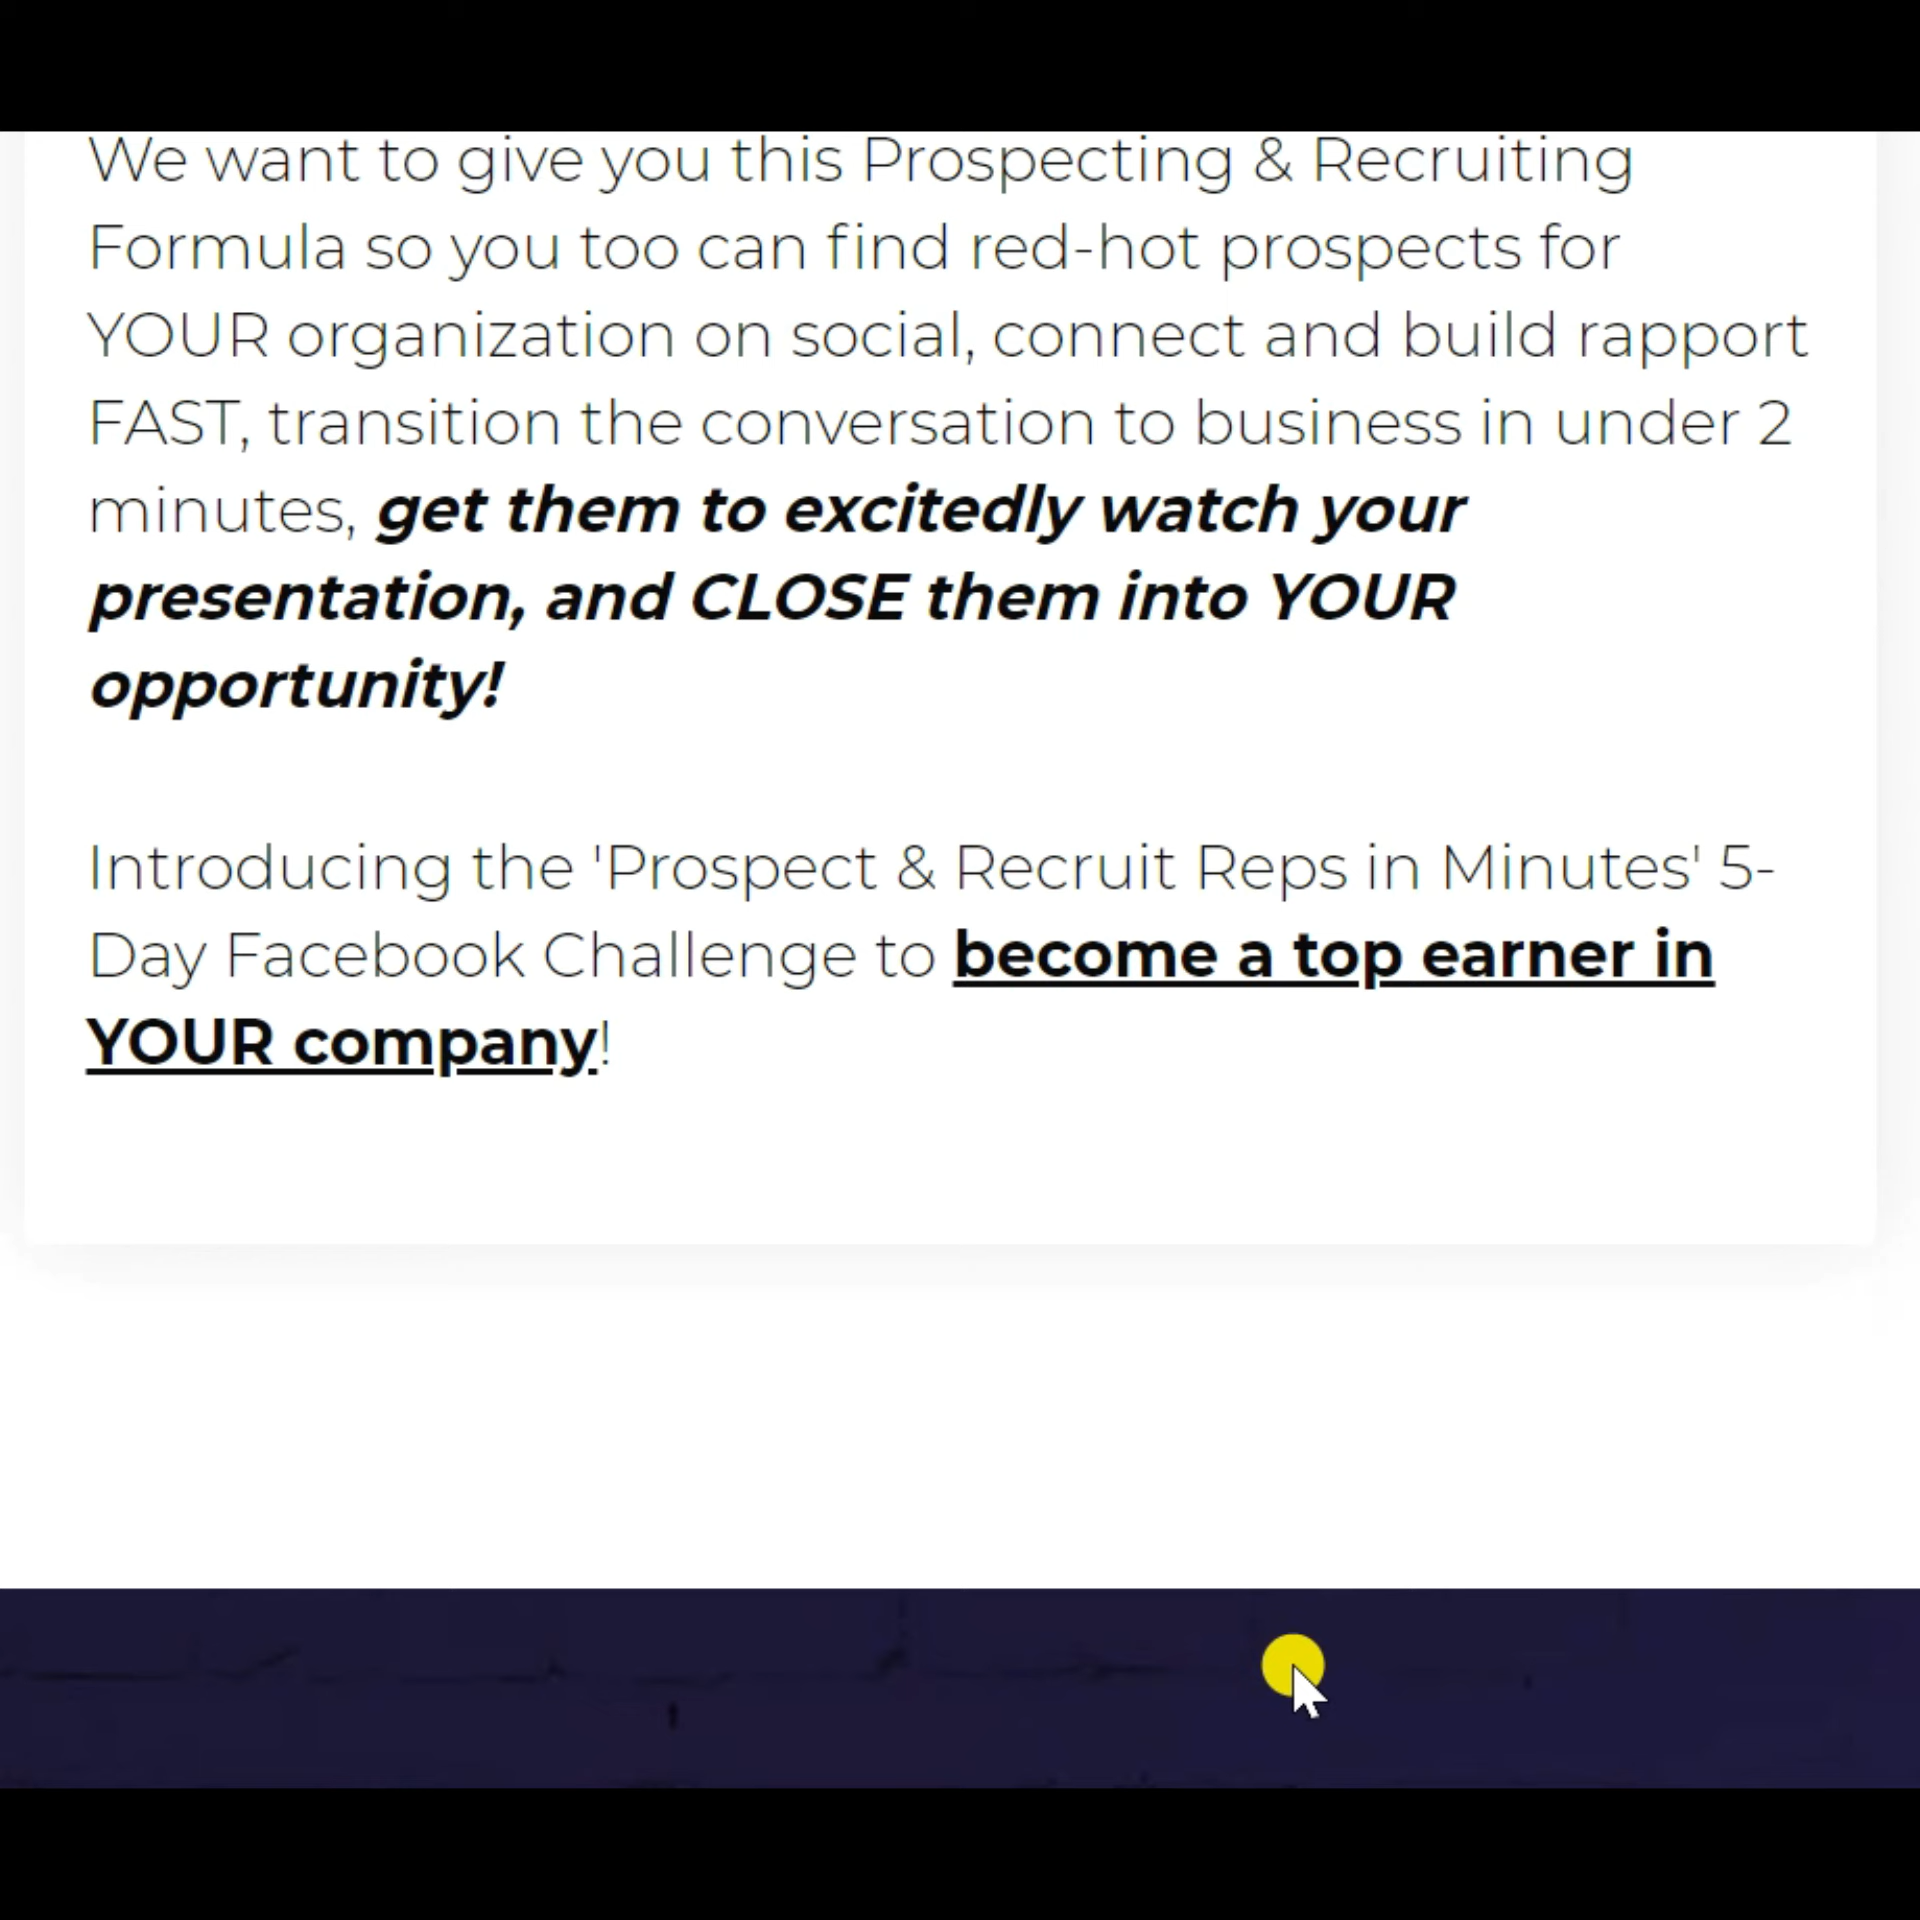 We want to give you this Prospecting & Recruiting
Formula so you too can find red-hot prospects for
YOUR organization on social, connect and build rapport
FAST, transition the conversation to business in under 2
minutes, get them to excitedly watch your
presentation, and CLOSE them into YOUR
opportunity!
Introducing the 'Prospect & Recruit Reps in Minutes' 5-
Day Facebook Challenge to become a top earner in
YOUR company!